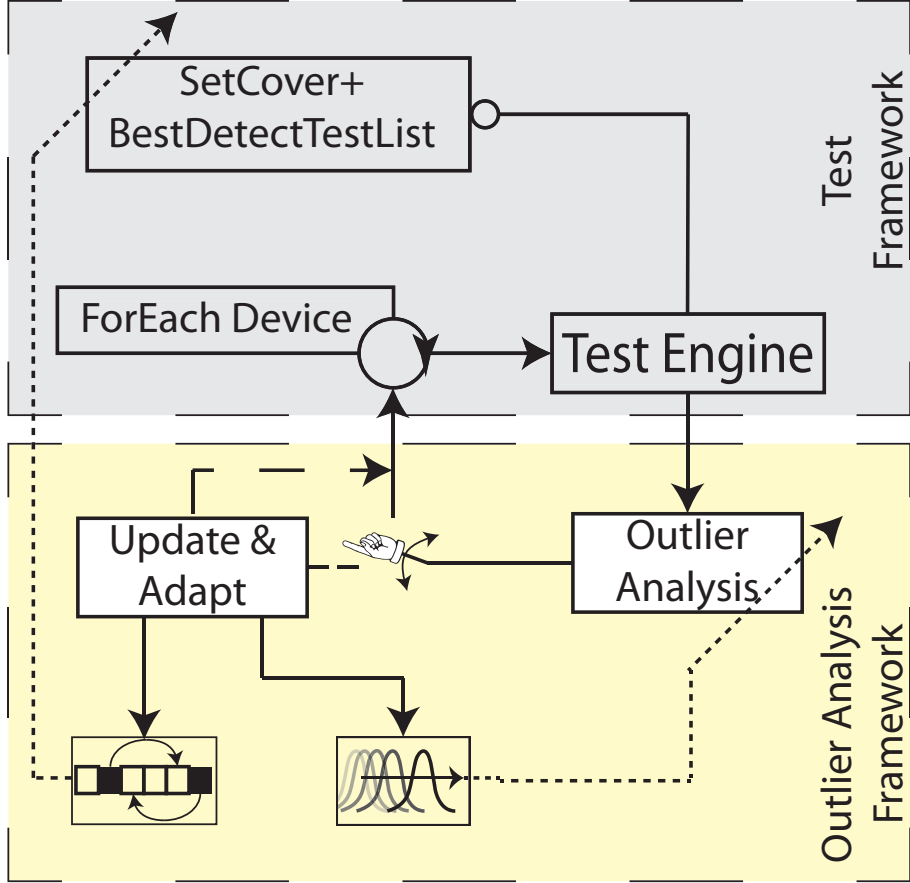 SetCover+
BestDetectTestList
Test
Framework
ForEach Device
Test Engine
Update &
Adapt
Outlier
Analysis
Outlier Analysis
Framework